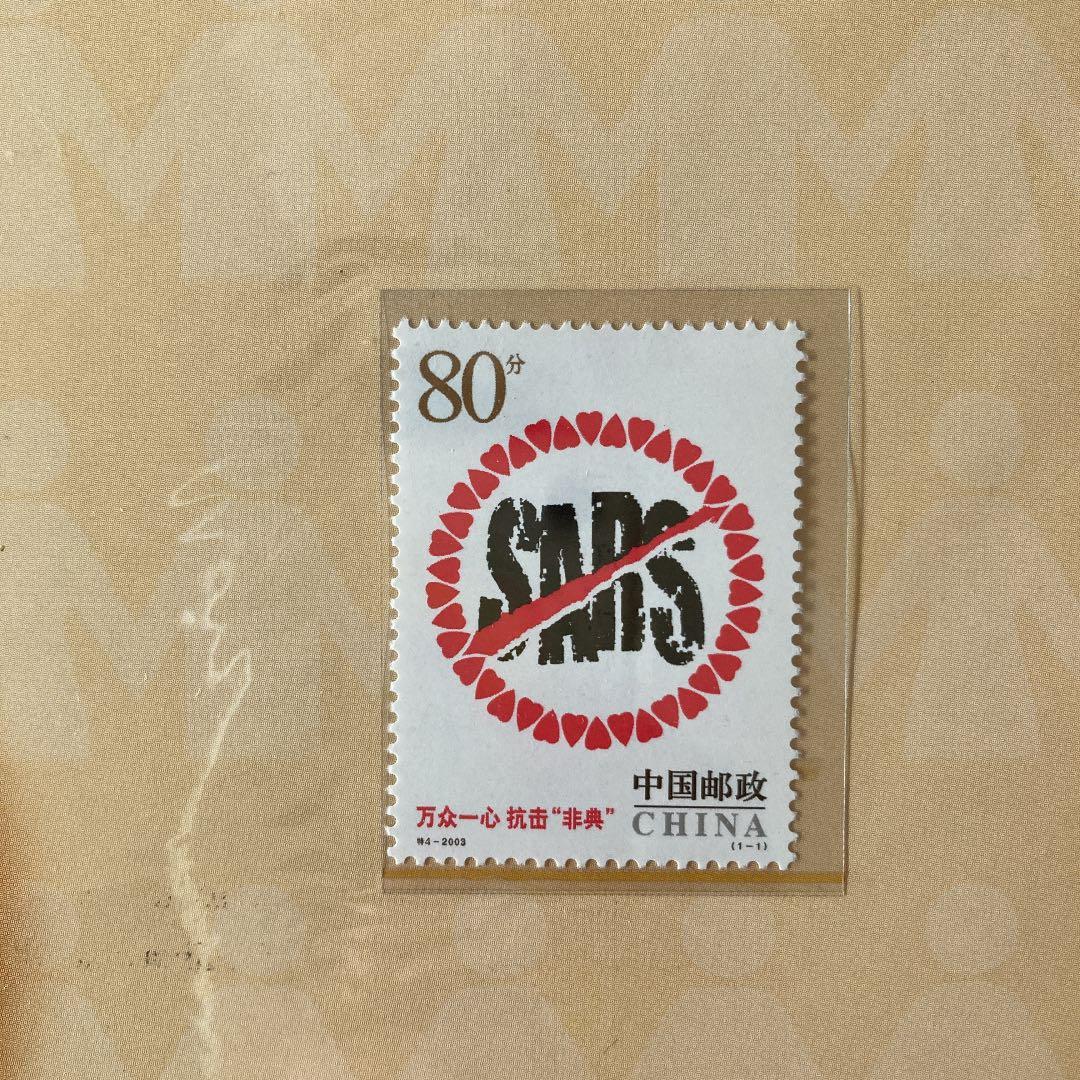 80分
SARS
中国邮政
万众一心 抗击“非典”
CHINA
特4-2003
(1-1)